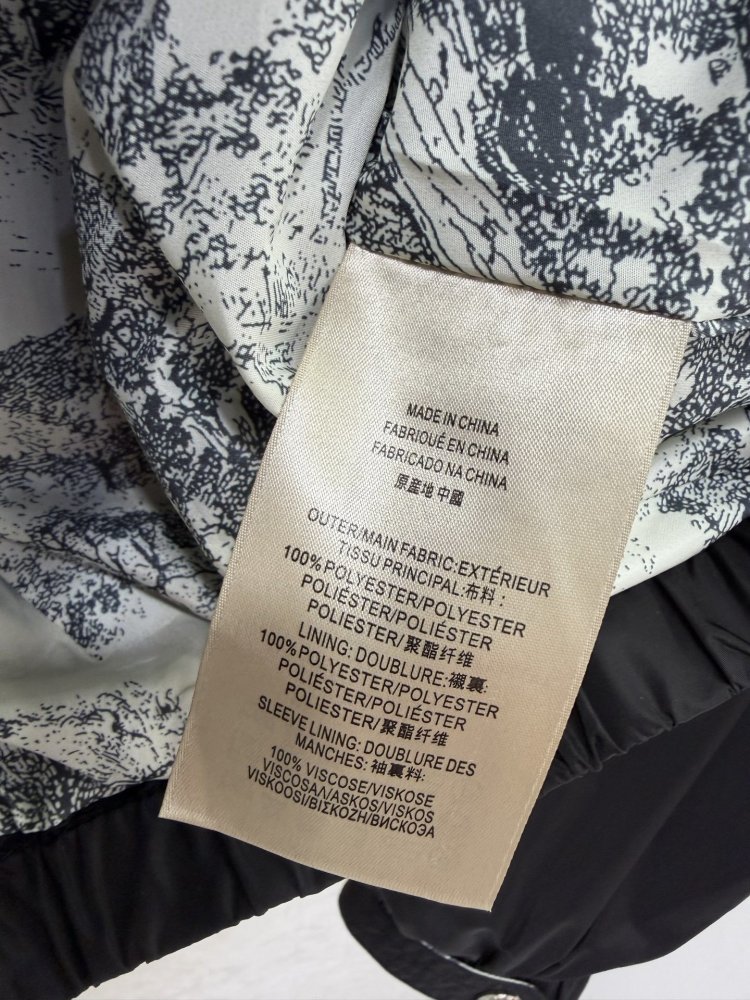 MADE IN CHINA
FABRIQUÉ EN CHINA
FABRICADO NA CHINA
原産地 中國
OUTER/MAIN FABRIC:EXTÉRIEUR
TISSU PRINCIPAL:布料:
100%POLYESTER/POLYESTER
POLIÉSTER/POLIÉSTER
POLIESTER/聚酯纤维
LINING: DOUBLURE:襯裏:
100%POLYESTER/POLYESTER
POLIÉSTER/POLIÉSTER
POLIESTER/聚酯纤维
SLEEVE LINING: DOUBLURE DES
MANCHES: 袖裏料:
100% VISCOSE/VISKOSE
VISCOSA/ASKOS/VISKOS
VISKOOSI/ΒΙΣΚΟΖΗ/ВИСКОЭА